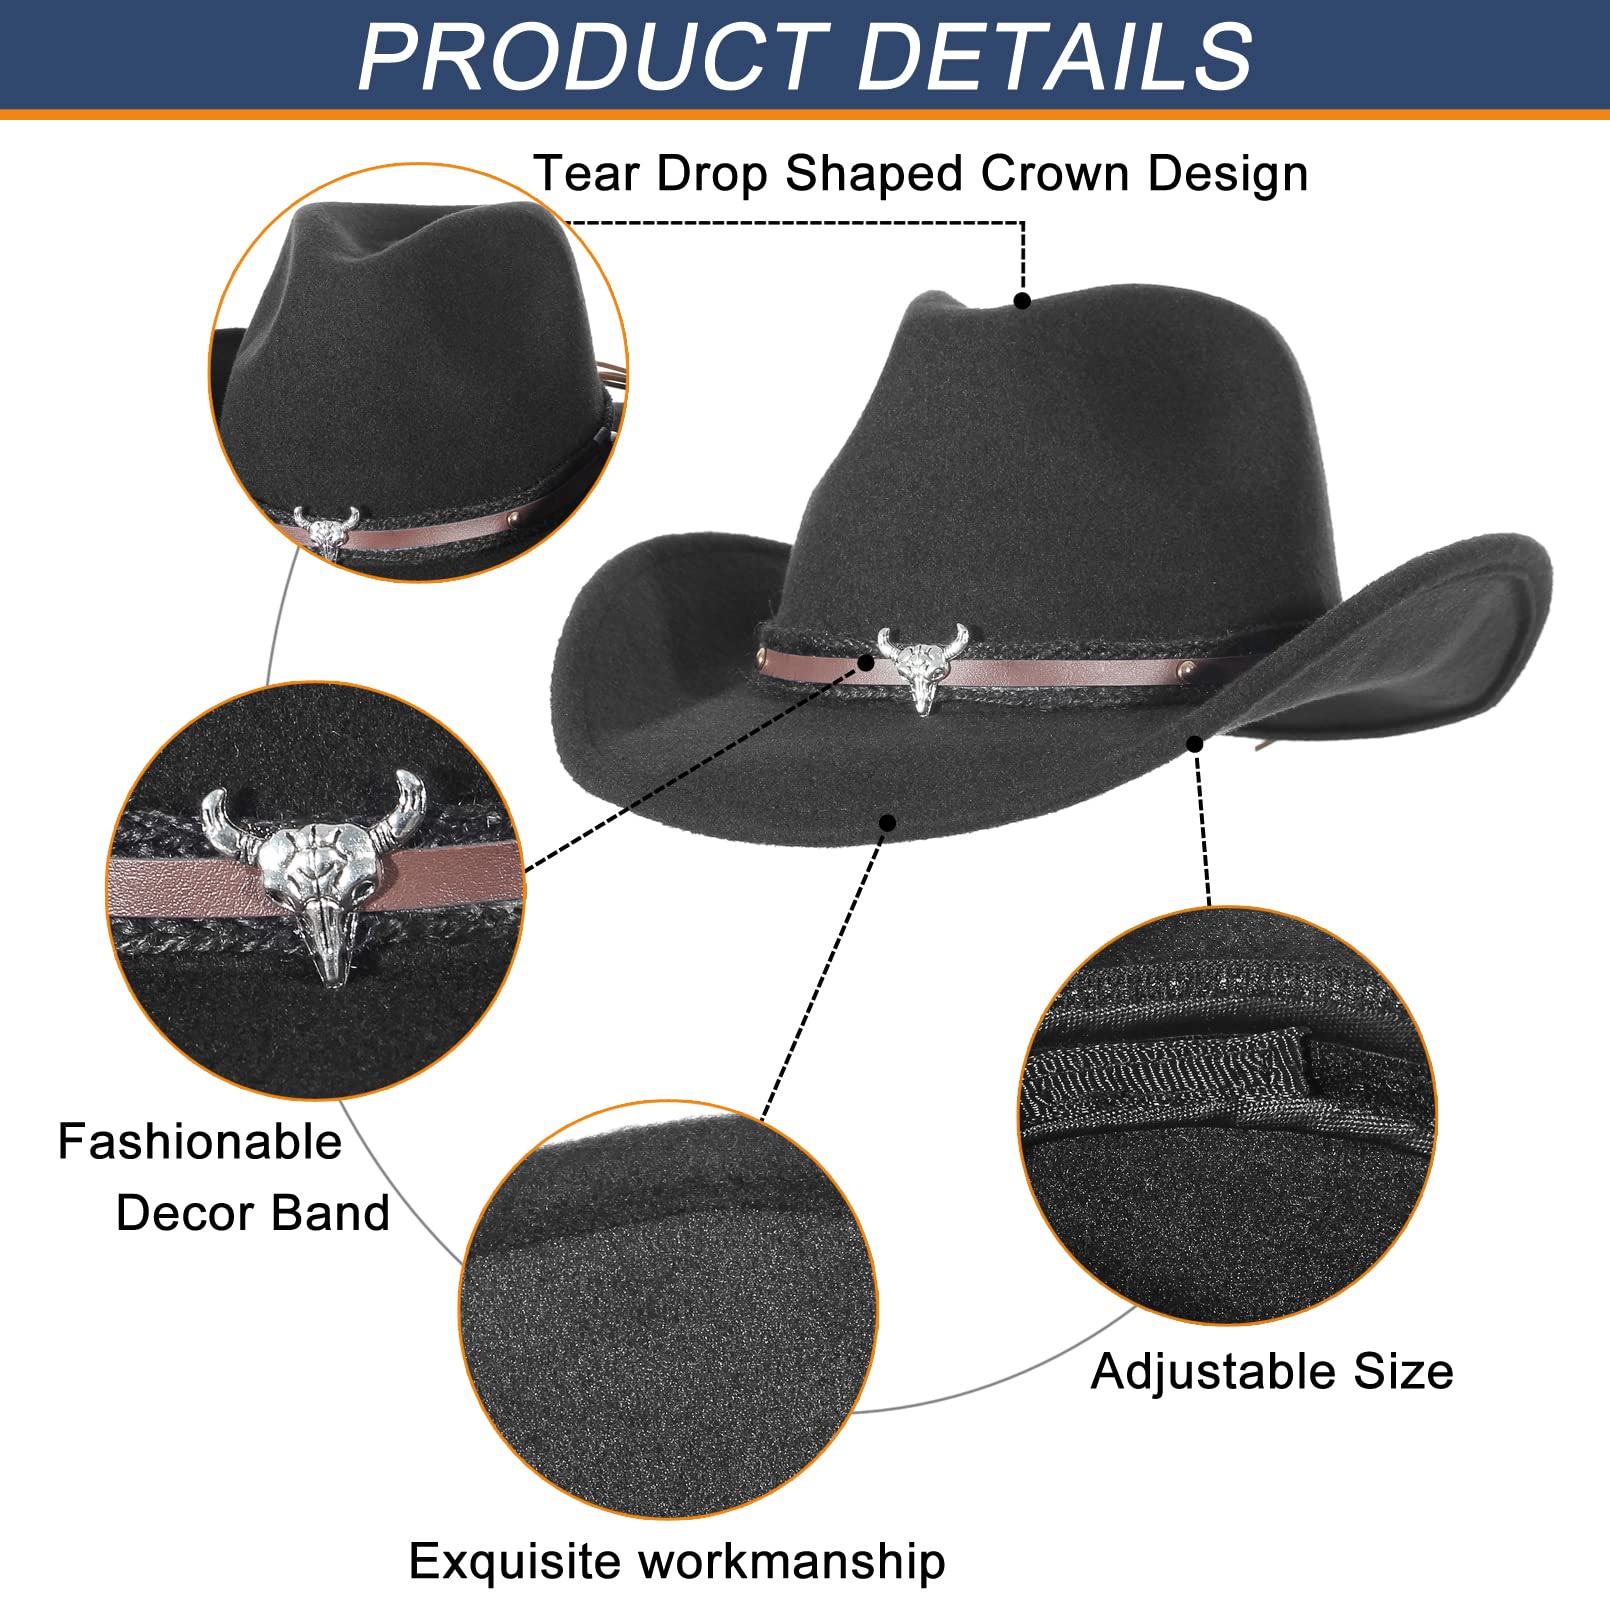 PRODUCT DETAILS
Tear Drop Shaped Crown Design
Fashionable
Decor Band
Adjustable Size
Exquisite workmanship